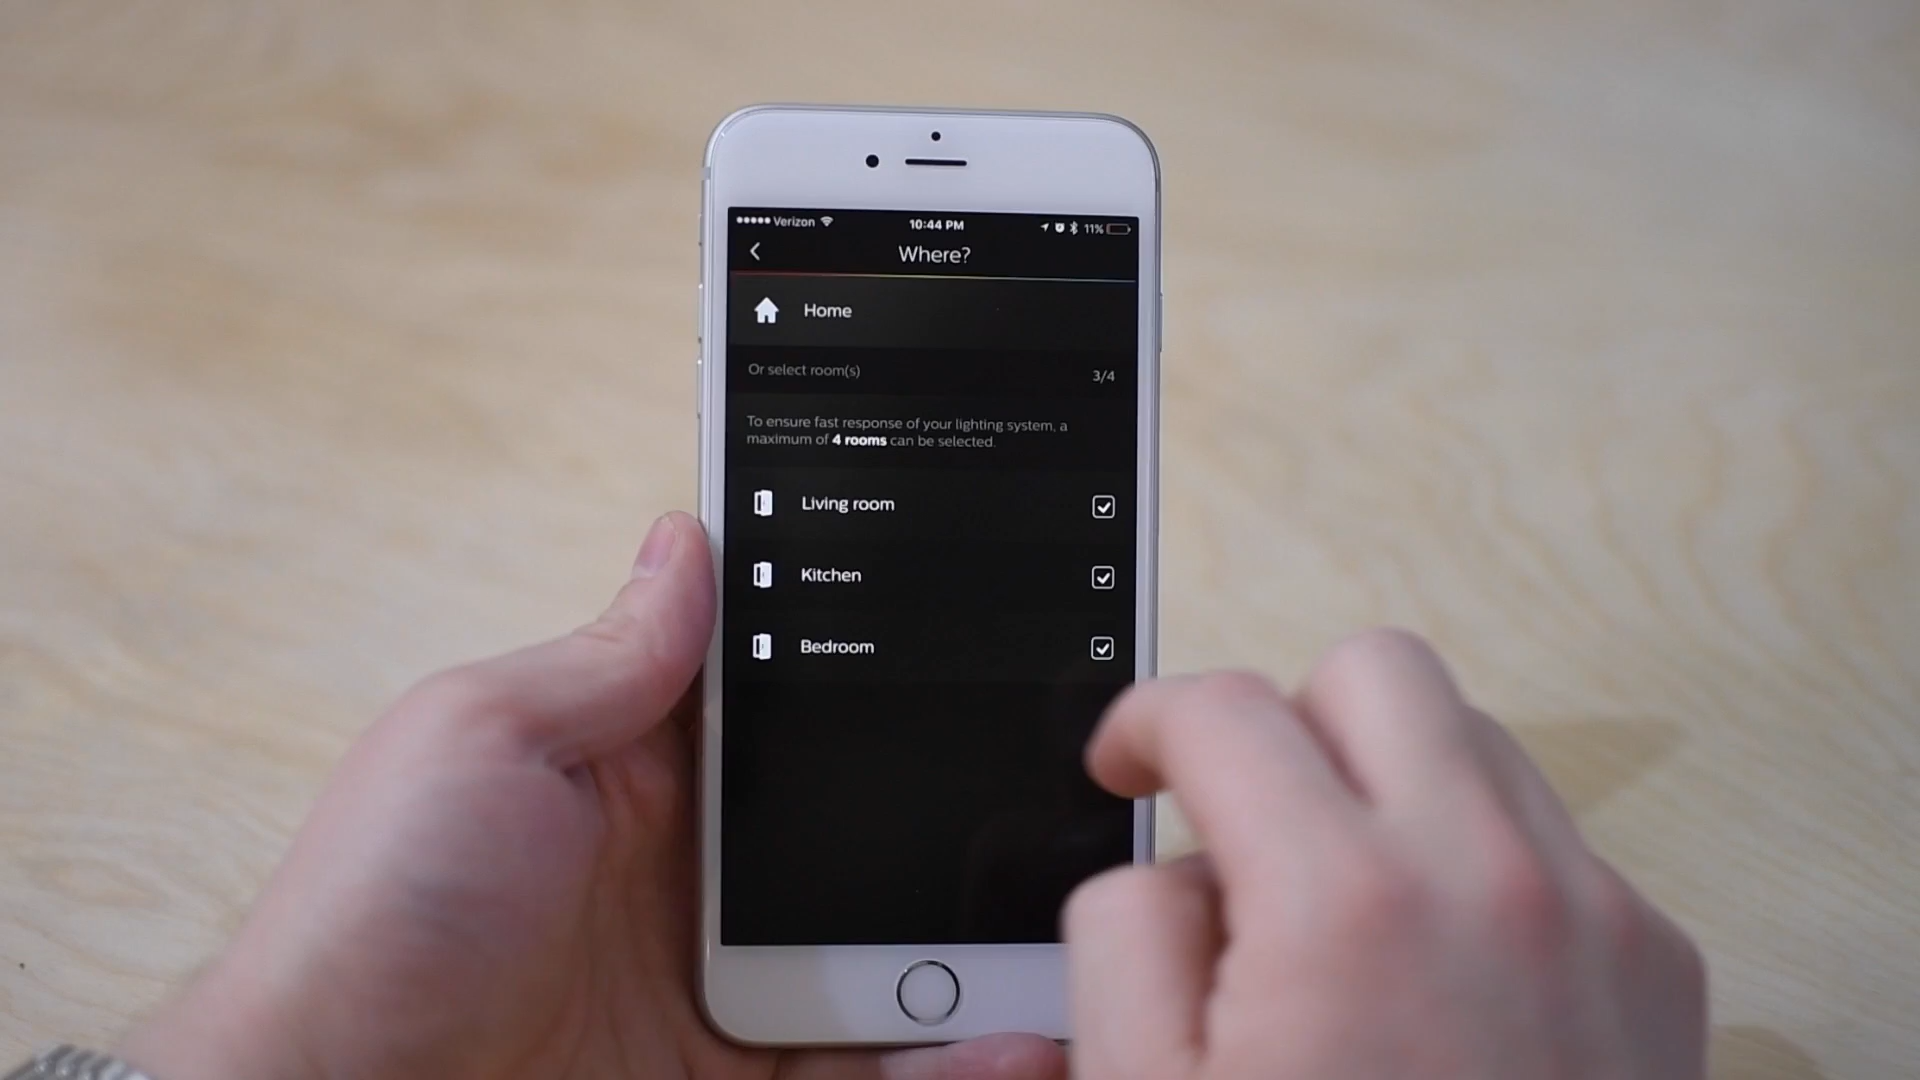 Verizon 10:44 PM 11%
Where?
Home
Or select room(s) 3/4
To ensure fast response of your lighting system, a
maximum of 4 rooms can be selected.
Living room
Kitchen
Bedroom